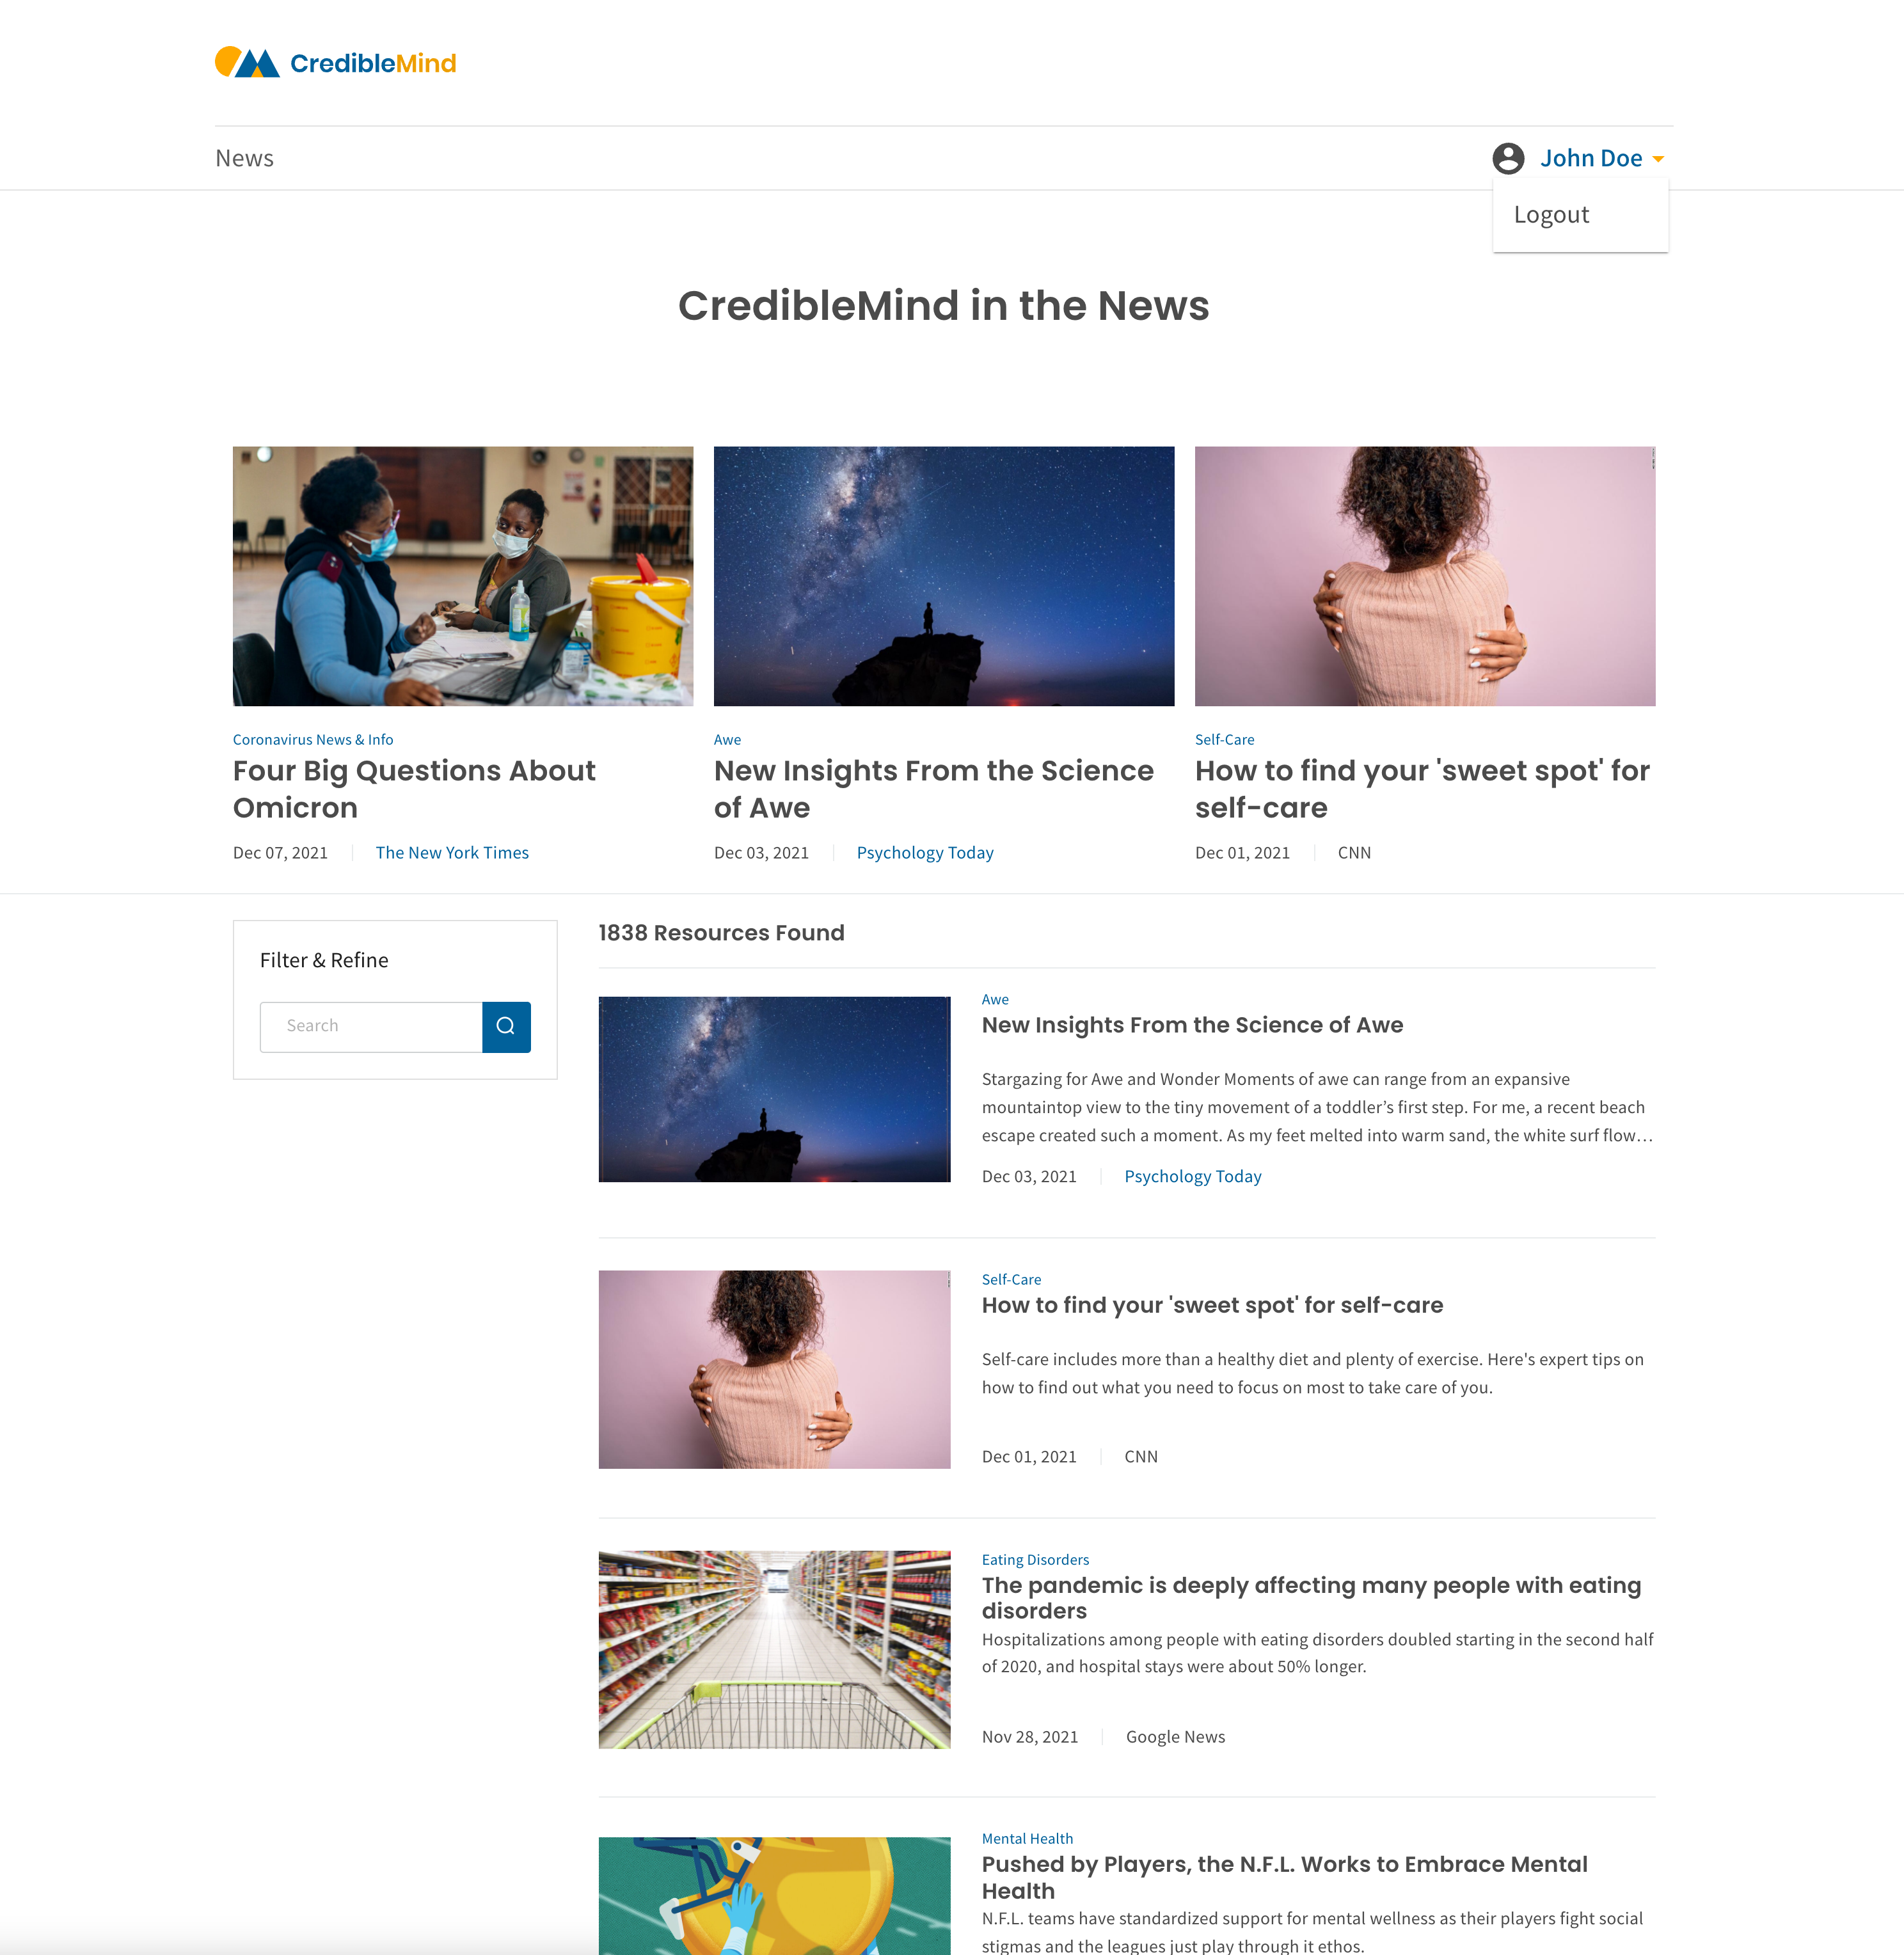 CredibleMind
News
John Doe
Logout
CredibleMind in the News
Coronavirus News & Info
Four Big Questions About
Omicron
Dec 07, 2021 The New York Times
Awe
New Insights From the Science
of Awe
Dec 03, 2021 Psychology Today
Self-Care
How to find your 'sweet spot' for
self-care
Dec 01, 2021 CNN
Filter & Refine
Search
1838 Resources Found
Awe
New Insights From the Science of Awe
Stargazing for Awe and Wonder Moments of awe can range from an expansive
mountaintop view to the tiny movement of a toddler’s first step. For me, a recent beach
escape created such a moment. As my feet melted into warm sand, the white surf flow…
Dec 03, 2021 Psychology Today
Self-Care
How to find your 'sweet spot' for self-care
Self-care includes more than a healthy diet and plenty of exercise. Here's expert tips on
how to find out what you need to focus on most to take care of you.
Dec 01, 2021 CNN
Eating Disorders
The pandemic is deeply affecting many people with eating
disorders
Hospitalizations among people with eating disorders doubled starting in the second half
of 2020, and hospital stays were about 50% longer.
Nov 28, 2021 Google News
Mental Health
Pushed by Players, the N.F.L. Works to Embrace Mental
Health
N.F.L. teams have standardized support for mental wellness as their players fight social
stigmas and the leagues just play through it ethos.